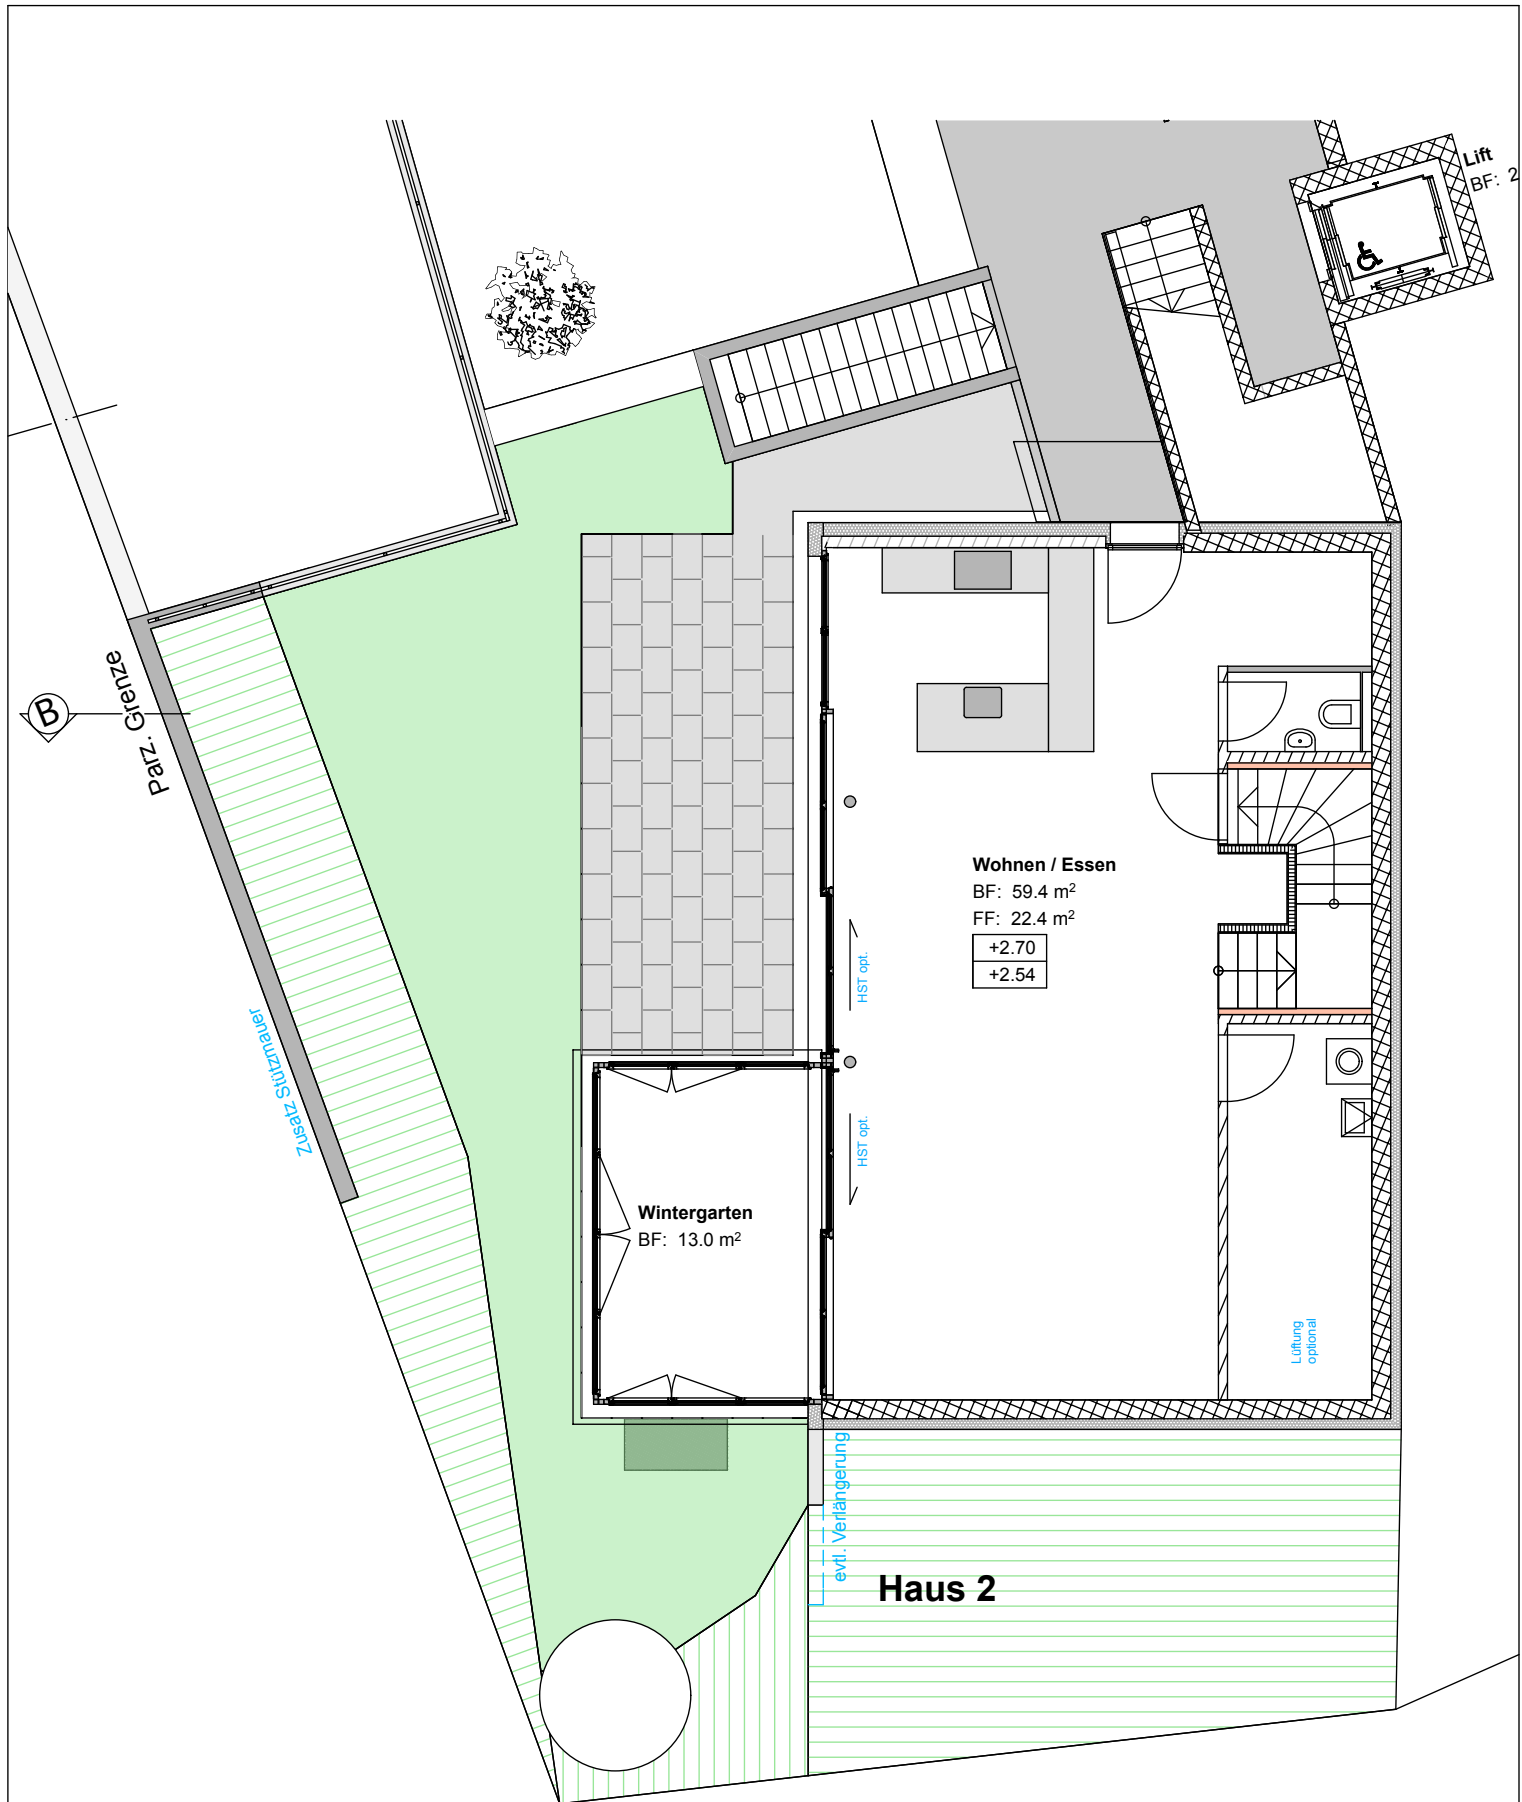 Lift
BF: 2
Parz. Grenze
B
Wohnen / Essen
BF: 59.4 m²
FF: 22.4 m²
+2.70
+2.54
HST opt.
Zusatz Stützmauer
HST opt.
Wintergarten
BF: 13.0 m²
Lüftung
optional
evtl. Verlängerung
Haus 2